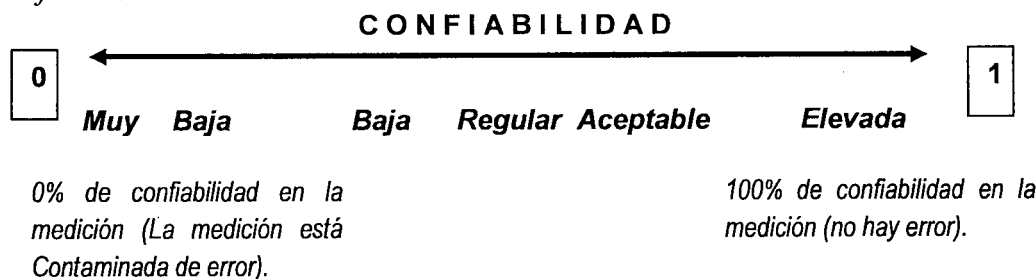 CONFIABILIDAD
0
1
Muy Baja Baja Regular Aceptable Elevada
0% de confiabilidad en la
medición (La medición está
Contaminada de error).
100% de confiabilidad en la
medición (no hay error).